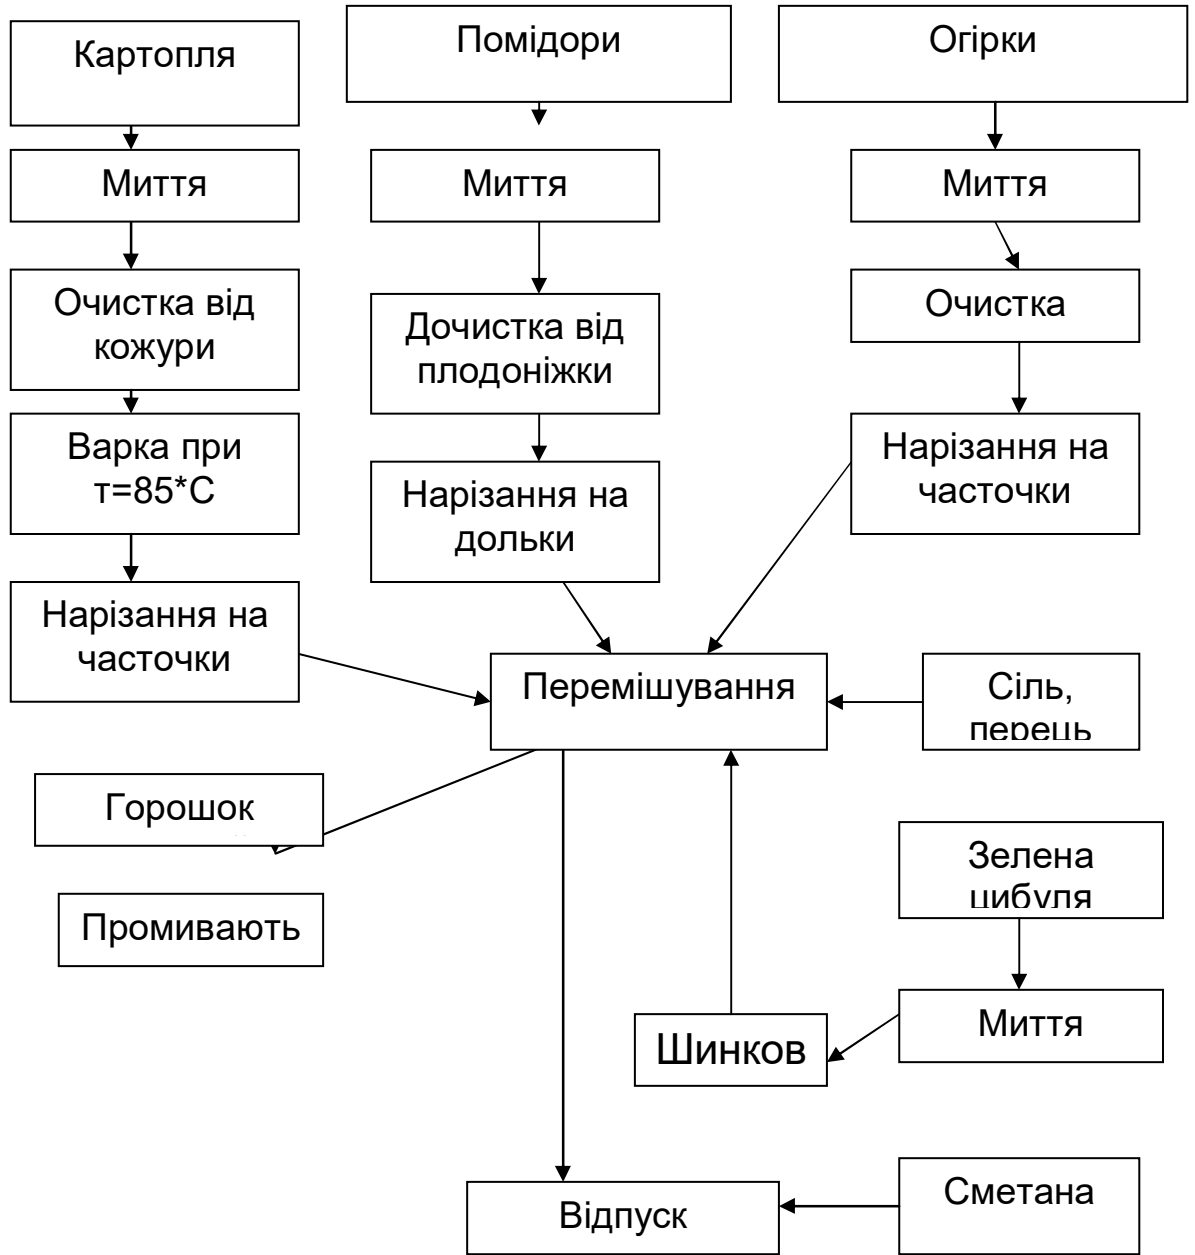 Картопля
Помідори
Огірки
Миття
Миття
Миття
Очистка від
кожури
Дочистка від
плодоніжки
Очистка
Варка при
т=85*С
Нарізання на
дольки
Нарізання на
часточки
Нарізання на
часточки
Перемішування
Сіль,
перець
Горошок
Зелена
цибуля
Промивають
Миття
Шинков
Сметана
Відпуск